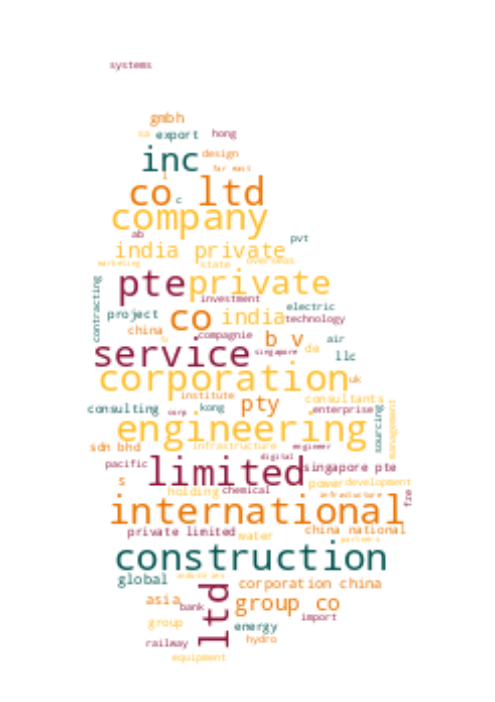 systems
gmbh
sa export hong
inc design
far east
l
co ltd
c
company
ab
pvt
india private
marketing state overseas
pte private
contracting
investment
project electric
co india technology
china
compagnie b v air
service singapore de llc
corporation uk
institute consultants
consulting kong pty enterprise
corp
sourcing
management
engineering
sdn bhd infrastructure engineer
digital
pacific limited singapore pte
s power development
holding chemical
infrastructure
fze
international
private limited water china national
partners
construction
global
corporation china
asia bank group co
ltd
group energy import
railway hydro
equipment